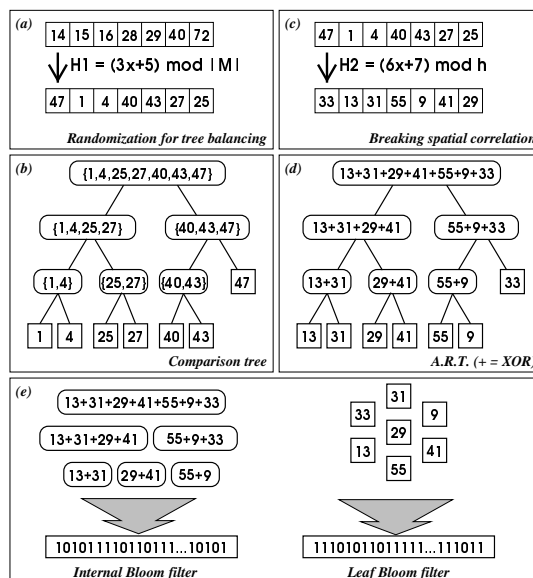 (a)
14 15 16 28 29 40 72
H1 = (3x+5) mod |M|
47 1 4 40 43 27 25
Randomization for tree balancing
(c)
47 1 4 40 43 27 25
H2 = (6x+7) mod h
33 13 31 55 9 41 29
Breaking spatial correlation
(b)
{1,4,25,27,40,43,47}
{1,4,25,27} {40,43,47}
{1,4} {25,27} {40,43} 47
1 4 25 27 40 43
Comparison tree
(d)
13+31+29+41+55+9+33
13+31+29+41 55+9+33
13+31 29+41 55+9 33
13 31 29 41 55 9
A.R.T. (+ = XOR)
(e)
13+31+29+41+55+9+33
13+31+29+41 55+9+33
13+31 29+41 55+9
101011110110111...10101
Internal Bloom filter
31
33 9
29
13 41
55
11101011011111...111011
Leaf Bloom filter